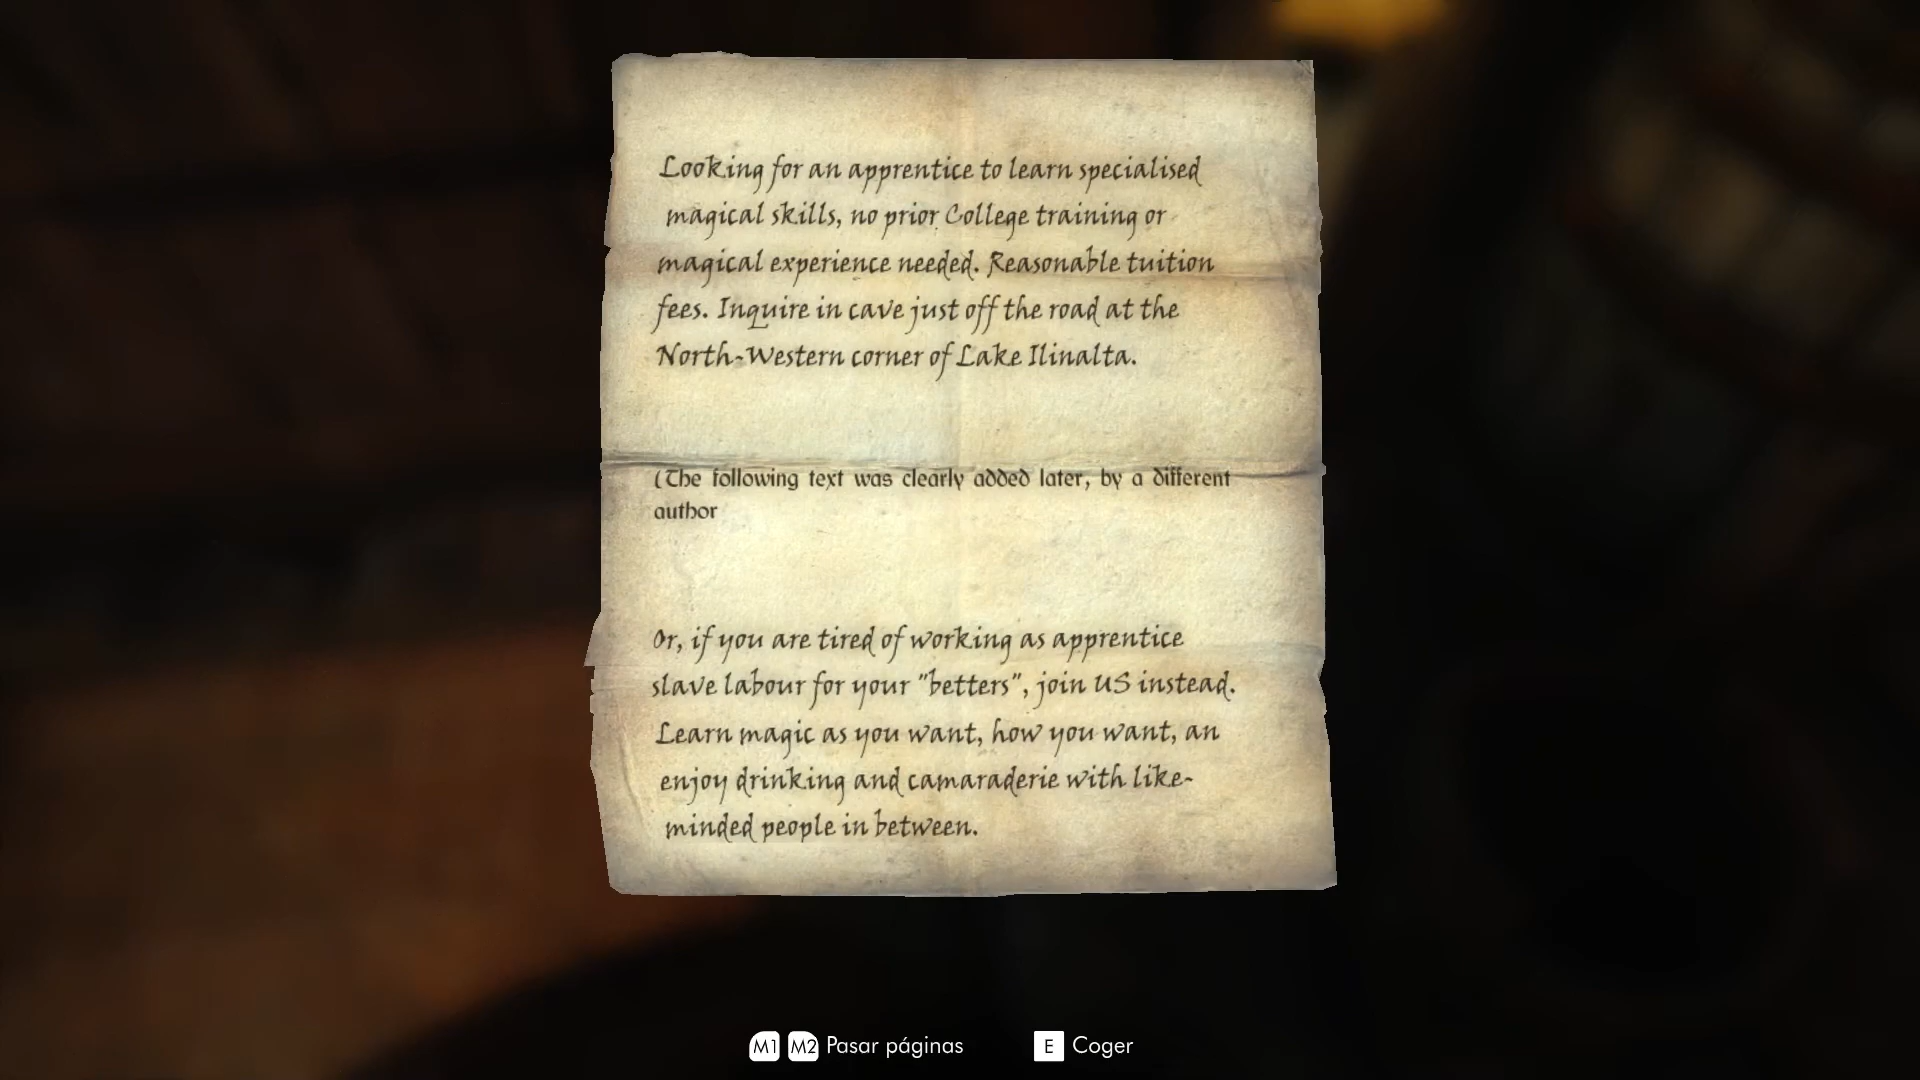 Looking for an apprentice to learn specialised
magical skills, no prior College training or
magical experience needed. Reasonable tuition
fees. Inquire in cave just off the road at the
North-Western corner of Lake Ilinalta.
(The following text was clearly added later, by a different
author
Or, if you are tired of working as apprentice
slave labour for your "betters", join US instead.
Learn magic as you want, how you want, an
enjoy drinking and camaraderie with like-
minded people in between.
M1 M2 Pasar páginas E Coger